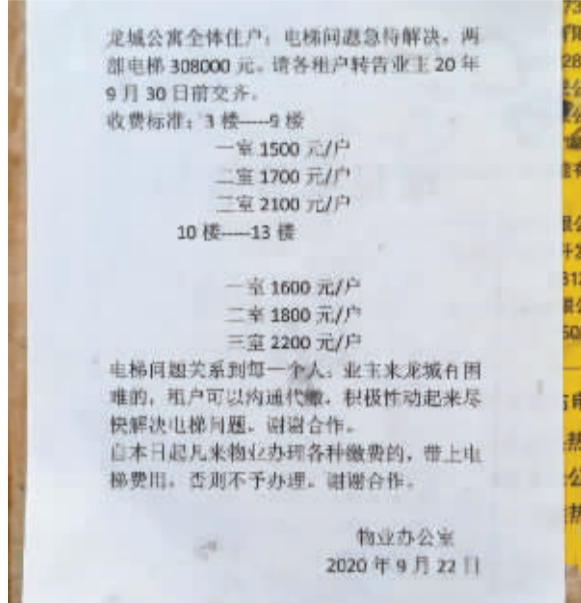 龙城公寓全体住户：电梯问题急待解决，两
部电梯 308000 元。请各租户转告业主 20 年
9 月 30 日前交齐。
收费标准：3 楼----9 楼
一室 1500 元/户
二室 1700 元/户
三室 2100 元/户
10 楼----13 楼
一室 1600 元/户
二室 1800 元/户
三室 2200 元/户
电梯问题关系到每一个人，业主来龙城有困
难的，租户可以沟通代缴，积极性动起来尽
快解决电梯问题，谢谢合作。
自本日起凡来物业办理各种缴费的，带上电
梯费用，否则不予办理，谢谢合作。
物业办公室
2020 年 9 月 22 日